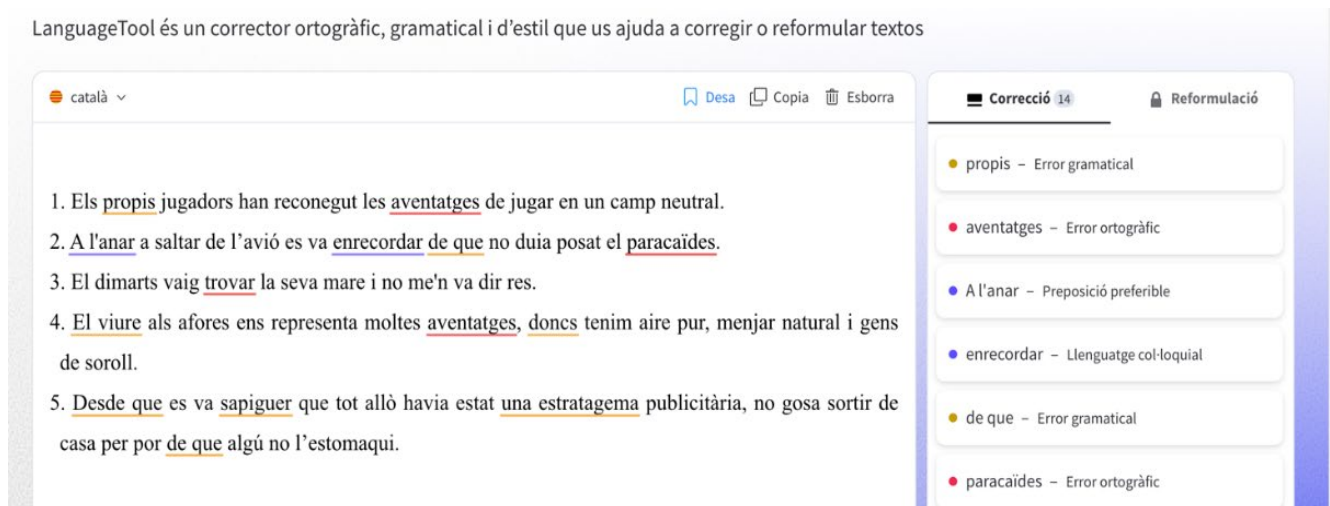 LanguageTool és un corrector ortogràfic, gramatical i d’estil que us ajuda a corregir o reformular textos
català
Desa Copia Esborra
Correcció 14 Reformulació
1. Els propis jugadors han reconegut les aventatges de jugar en un camp neutral.
2. A l'anar a saltar de l’avió es va enrecordar de que no duia posat el paracaïdes.
3. El dimarts vaig trovar la seva mare i no me'n va dir res.
4. El viure als afores ens representa moltes aventatges, doncs tenim aire pur, menjar natural i gens
de soroll.
5. Desde que es va sapiguer que tot allò havia estat una estratagema publicitària, no gosa sortir de
casa per por de que algú no l’estomaqui.
propis – Error gramatical
aventatges – Error ortogràfic
A l'anar – Preposició preferible
enrecordar – Llenguatge col·loquial
de que – Error gramatical
paracaïdes – Error ortogràfic